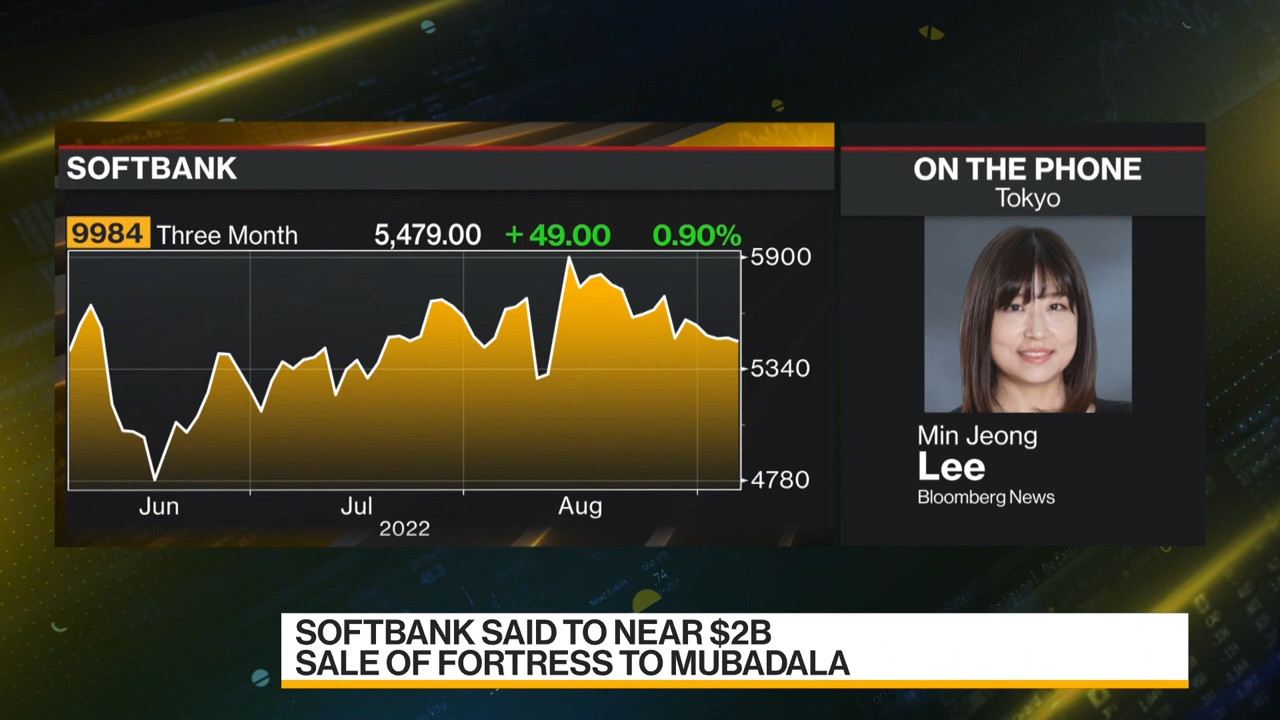 SOFTBANK
9984 Three Month 5,479.00 +49.00 0.90%
5900
5340
4780
Jun Jul Aug
2022
ON THE PHONE
Tokyo
Min Jeong
Lee
Bloomberg News
SOFTBANK SAID TO NEAR $2B
SALE OF FORTRESS TO MUBADALA